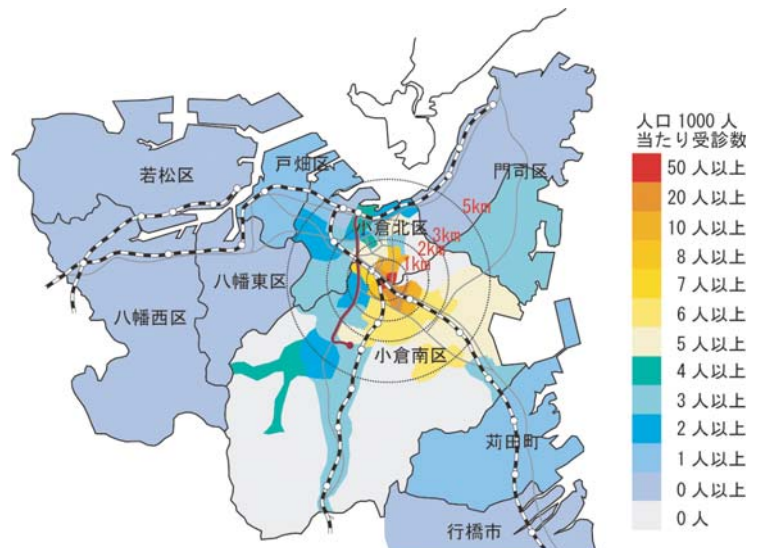 若松区
戸畑区
門司区
小倉北区
5km
3km
2km
1km
八幡東区
八幡西区
小倉南区
苅田町
行橋市
人口 1000 人
当たり受診数
50 人以上
20 人以上
10 人以上
8 人以上
7 人以上
6 人以上
5 人以上
4 人以上
3 人以上
2 人以上
1 人以上
0 人以上
0 人